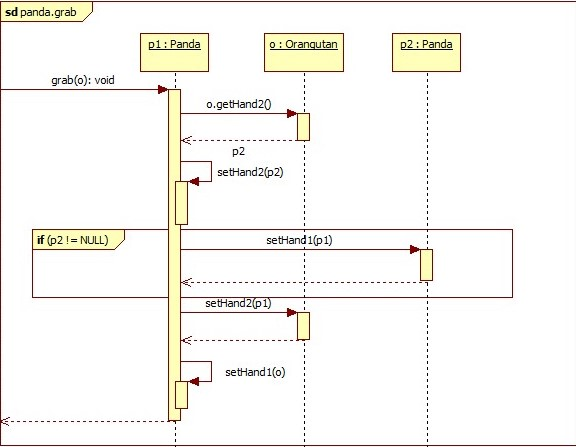 sd panda.grab
p1 : Panda
o : Orangutan
p2 : Panda
grab(o): void
o.getHand2()
p2
setHand2(p2)
if (p2 != NULL)
setHand1(p1)
setHand2(p1)
setHand1(o)